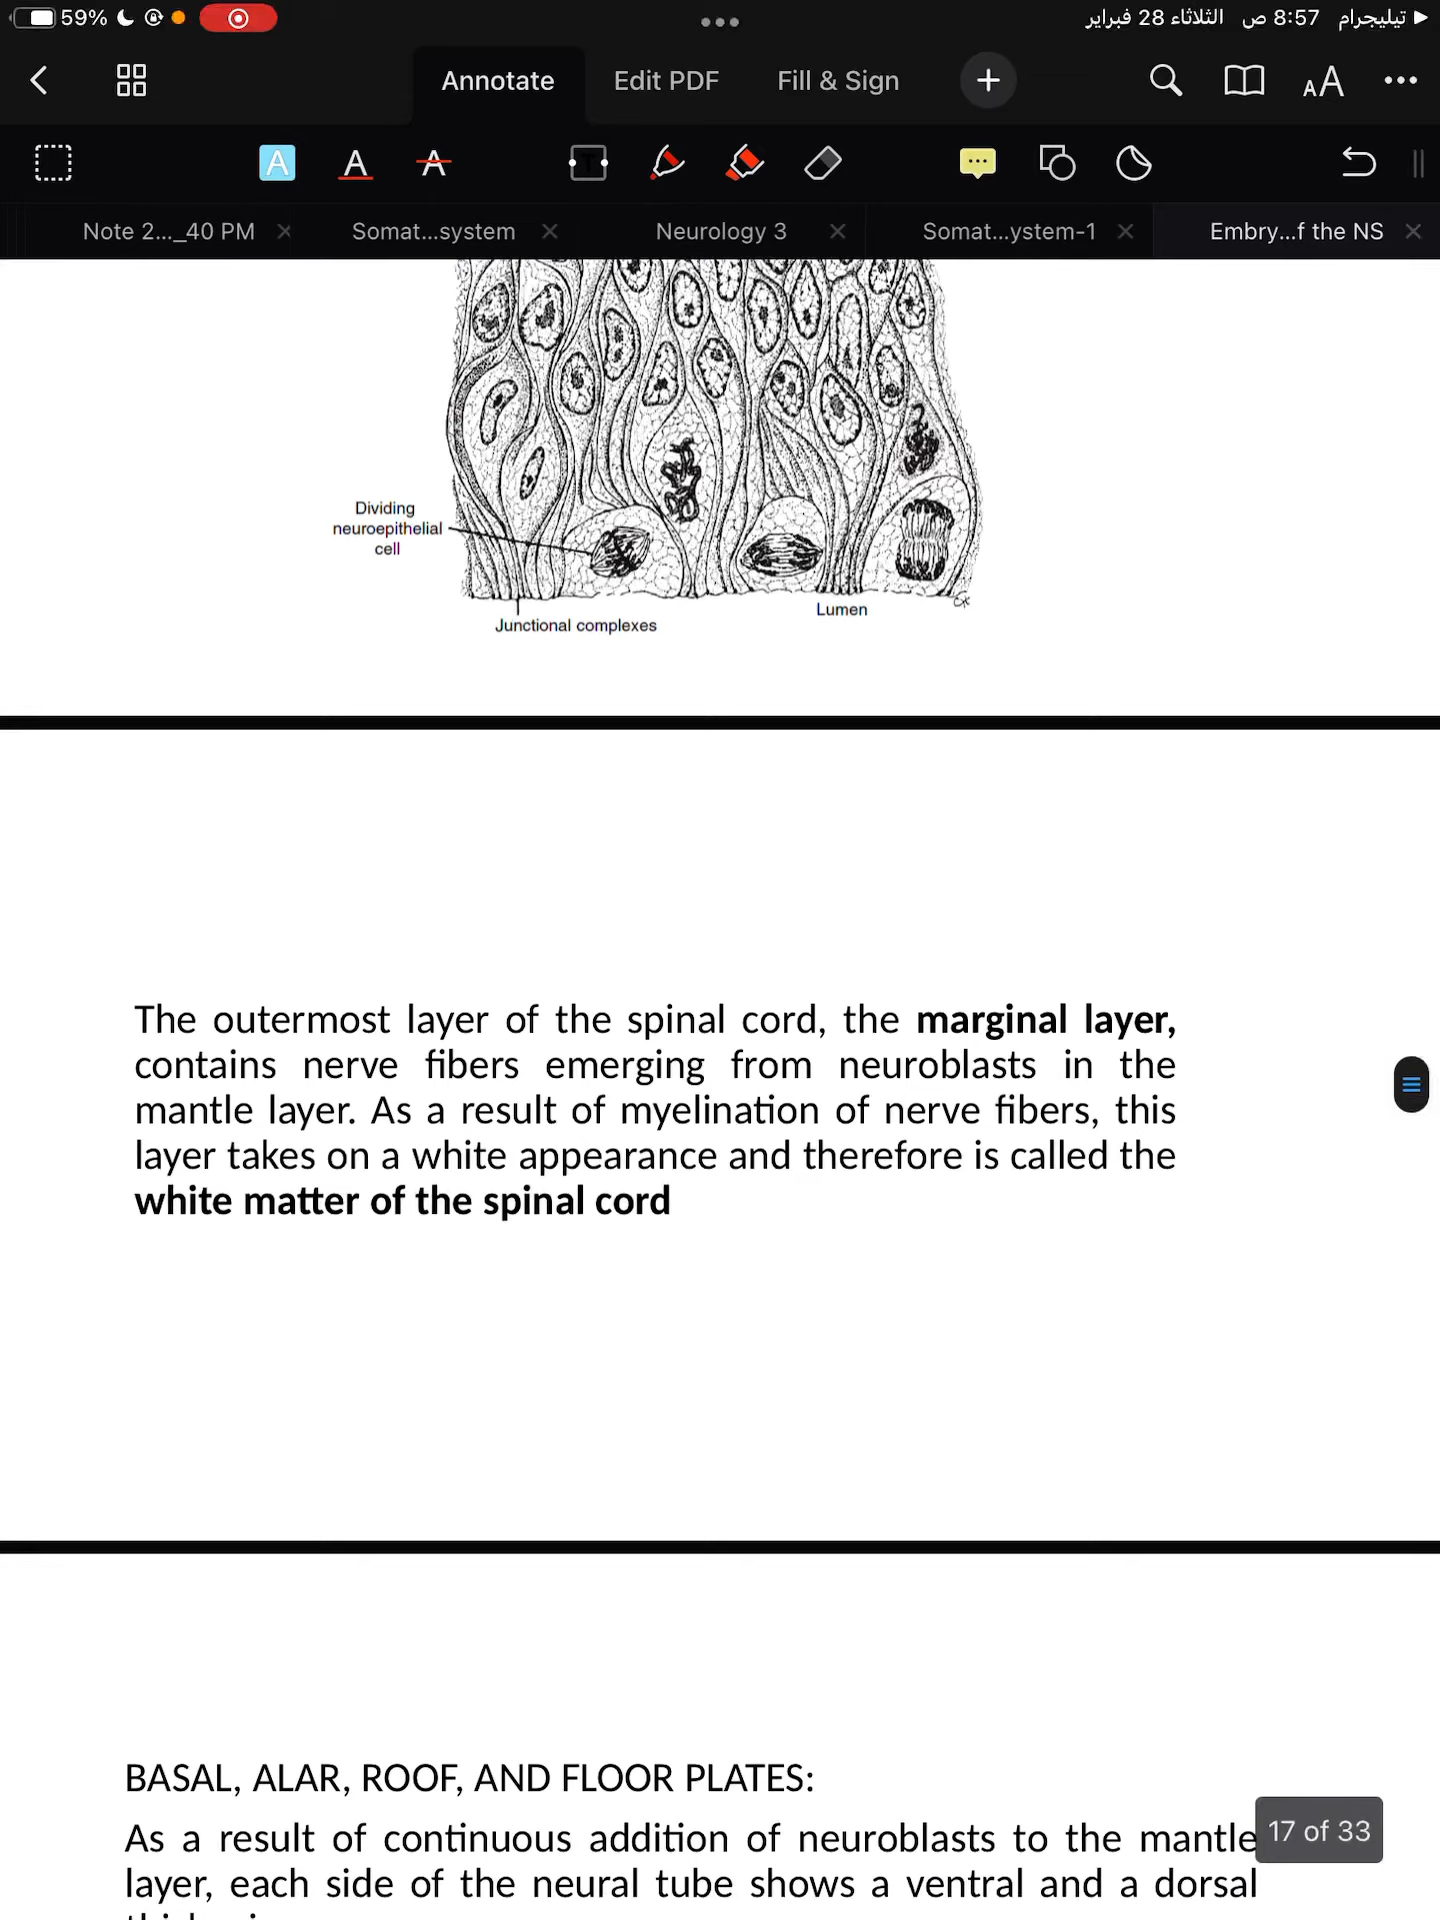 59%
تيليجرام 8:57 ص الثلاثاء 28 فبراير
Annotate
Edit PDF
Fill & Sign
AA
A A A T
Note 2..._40 PM
Somat...system
Neurology 3
Somat...ystem-1
Embry...f the NS
Dividing
neuroepithelial
cell
Lumen
Junctional complexes
The outermost layer of the spinal cord, the marginal layer,
contains nerve fibers emerging from neuroblasts in the
mantle layer. As a result of myelination of nerve fibers, this
layer takes on a white appearance and therefore is called the
white matter of the spinal cord
BASAL, ALAR, ROOF, AND FLOOR PLATES:
As a result of continuous addition of neuroblasts to the mantle
17 of 33
layer, each side of the neural tube shows a ventral and a dorsal